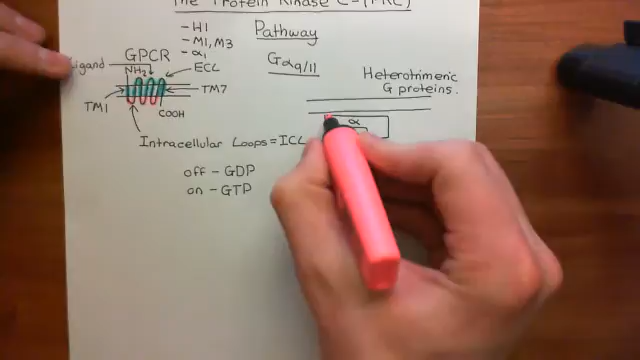 The Protein Kinase C-(PKC)
Pathway
- H1
- M1, M3
- α1
GPCR
Ligand
NH2
ECL
TM7
TM1
COOH
Gαq/11
Heterotrimeric
G proteins.
α
Intracellular Loops = ICL
off - GDP
on - GTP